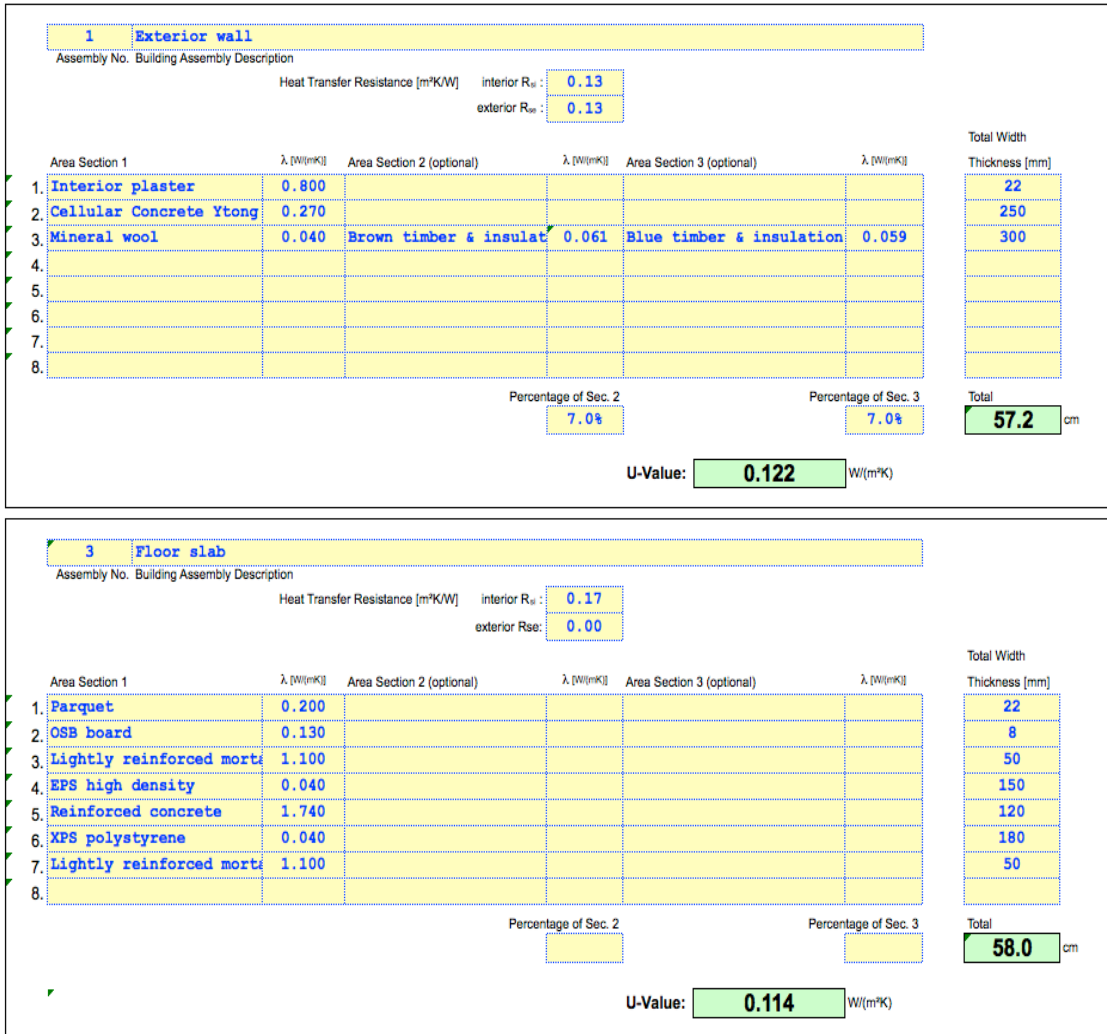 1 Exterior wall
Assembly No. Building Assembly Description
Heat Transfer Resistance [m²K/W] interior Rsi : 0.13
exterior Rse : 0.13
Total Width
Area Section 1 λ [W/(mK)] Area Section 2 (optional) λ [W/(mK)] Area Section 3 (optional) λ [W/(mK)] Thickness [mm]
1. Interior plaster 0.800 22
2. Cellular Concrete Ytong 0.270 250
3. Mineral wool 0.040 Brown timber & insulat 0.061 Blue timber & insulation 0.059 300
4.
5.
6.
7.
8.
Percentage of Sec. 2 Percentage of Sec. 3 Total
7.0% 7.0% 57.2 cm
U-Value: 0.122 W/(m²K)
3 Floor slab
Assembly No. Building Assembly Description
Heat Transfer Resistance [m²K/W] interior Rsi : 0.17
exterior Rse: 0.00
Total Width
Area Section 1 λ [W/(mK)] Area Section 2 (optional) λ [W/(mK)] Area Section 3 (optional) λ [W/(mK)] Thickness [mm]
1. Parquet 0.200 22
2. OSB board 0.130 8
3. Lightly reinforced morta 1.100 50
4. EPS high density 0.040 150
5. Reinforced concrete 1.740 120
6. XPS polystyrene 0.040 180
7. Lightly reinforced morta 1.100 50
8.
Percentage of Sec. 2 Percentage of Sec. 3 Total
58.0 cm
U-Value: 0.114 W/(m²K)